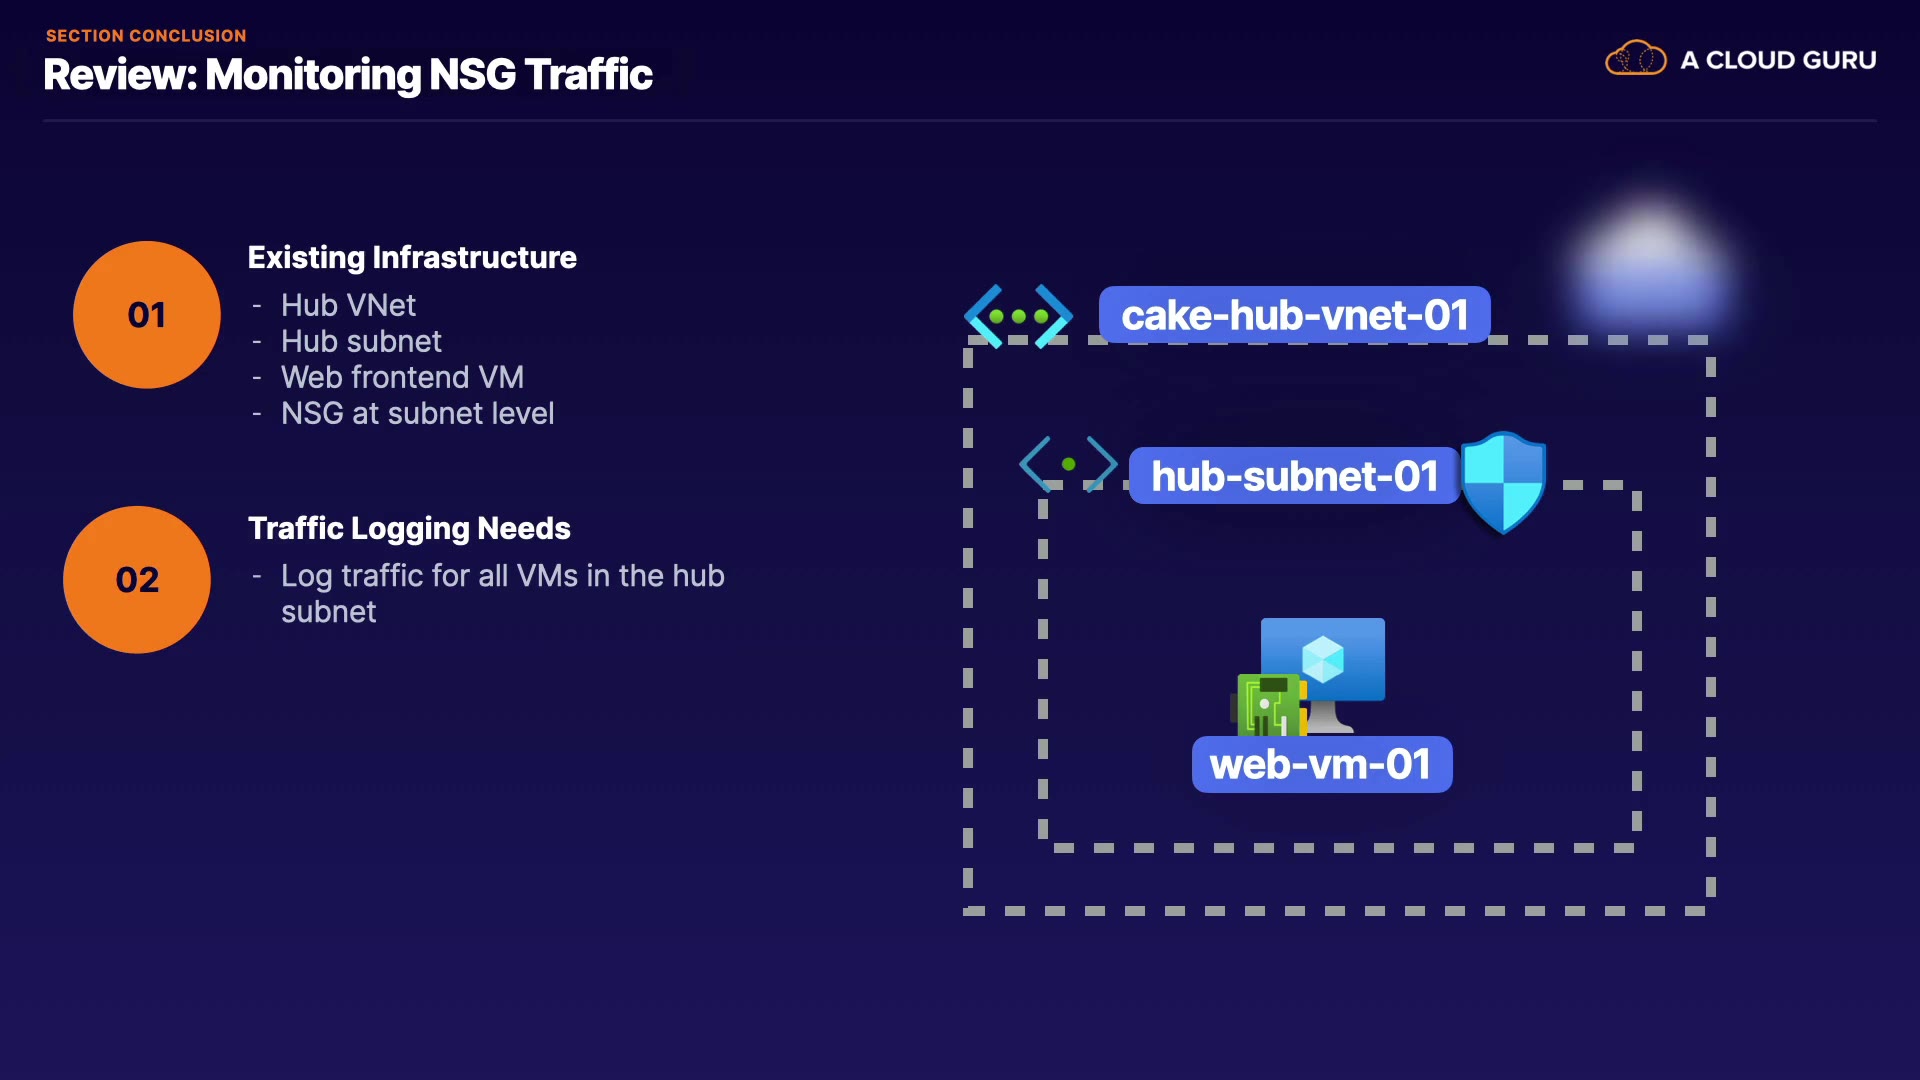 SECTION CONCLUSION
Review: Monitoring NSG Traffic
A CLOUD GURU
01
Existing Infrastructure
- Hub VNet
- Hub subnet
- Web frontend VM
- NSG at subnet level
02
Traffic Logging Needs
- Log traffic for all VMs in the hub
subnet
cake-hub-vnet-01
hub-subnet-01
web-vm-01